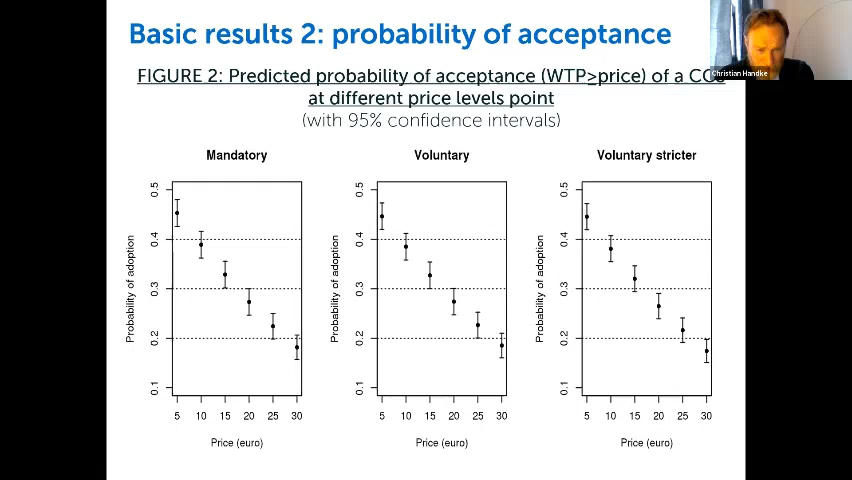 Basic results 2: probability of acceptance
Christian Handke
FIGURE 2: Predicted probability of acceptance (WTP≥price) of a
at different price levels point
(with 95% confidence intervals)
Mandatory
Voluntary
Voluntary stricter
Probability of adoption
0.5
0.4
0.3
0.2
0.1
5 10 15 20 25 30
Price (euro)
Probability of adoption
0.5
0.4
0.3
0.2
0.1
5 10 15 20 25 30
Price (euro)
Probability of adoption
0.5
0.4
0.3
0.2
0.1
5 10 15 20 25 30
Price (euro)